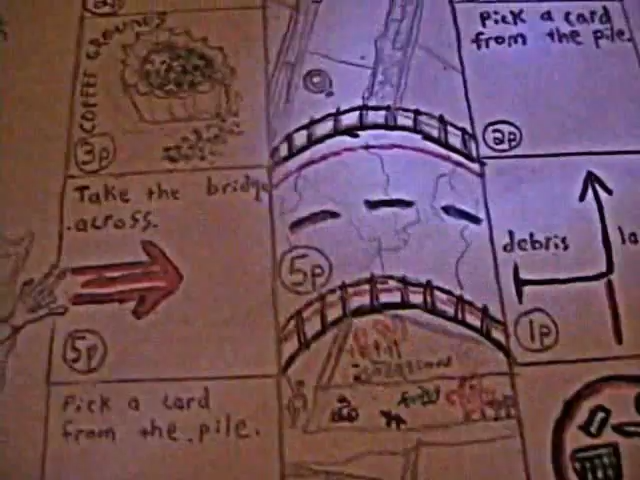 COFFEE GROUNDS
3p
Pick a card
from the pile.
2p
Take the bridge
across.
5p
5p
debris
1p
Pick a card
from the pile.